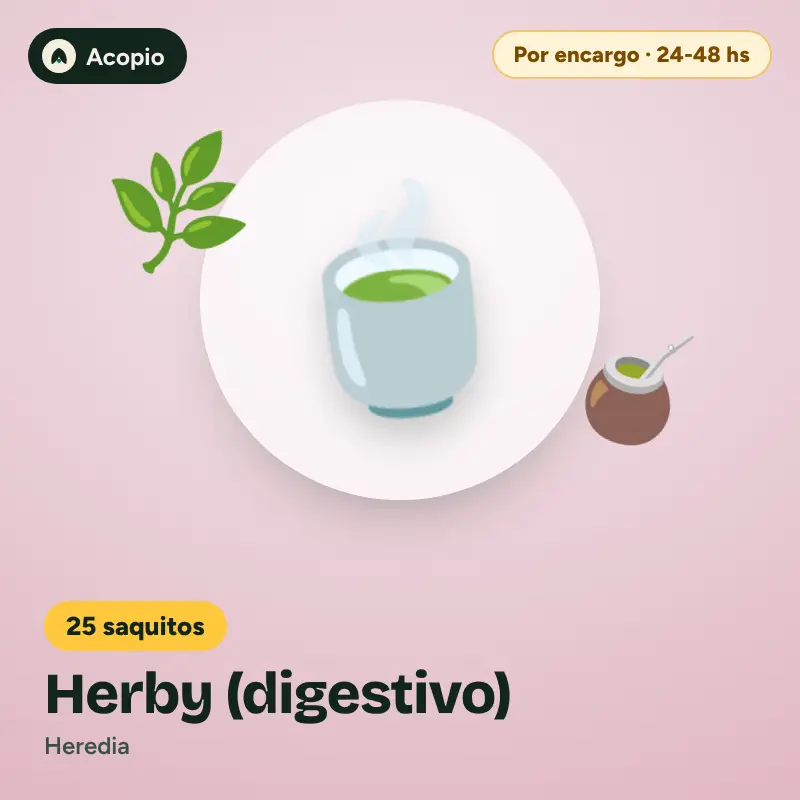 Acopio
Por encargo · 24-48 hs
25 saquitos
Herby (digestivo)
Heredia